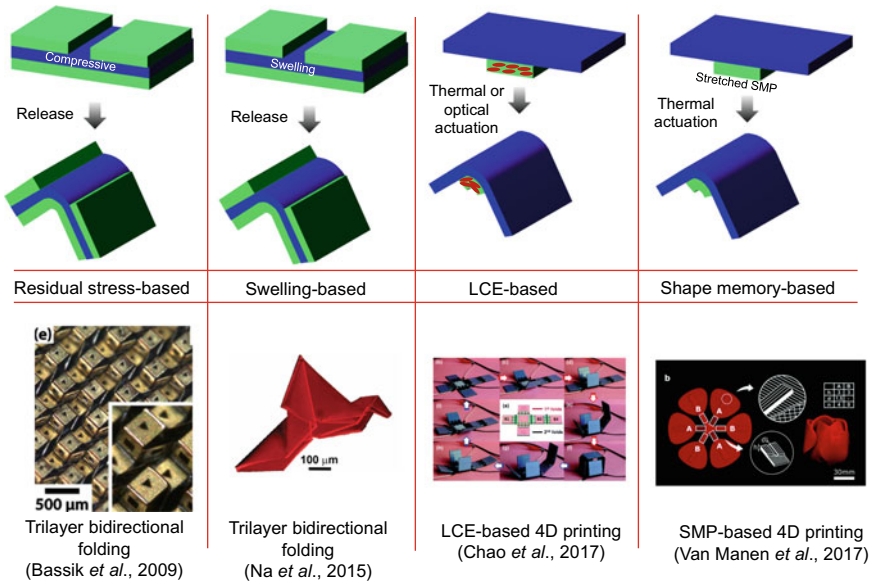 Compressive
Swelling
Stretched SMP
Release
Release
Thermal or
optical
actuation
Thermal
actuation
Residual stress-based
Swelling-based
LCE-based
Shape memory-based
(e)
500 µm
100 µm
b
B
A
A
B
B
A
30mm
Trilayer bidirectional
folding
(Bassik et al., 2009)
Trilayer bidirectional
folding
(Na et al., 2015)
LCE-based 4D printing
(Chao et al., 2017)
SMP-based 4D printing
(Van Manen et al., 2017)